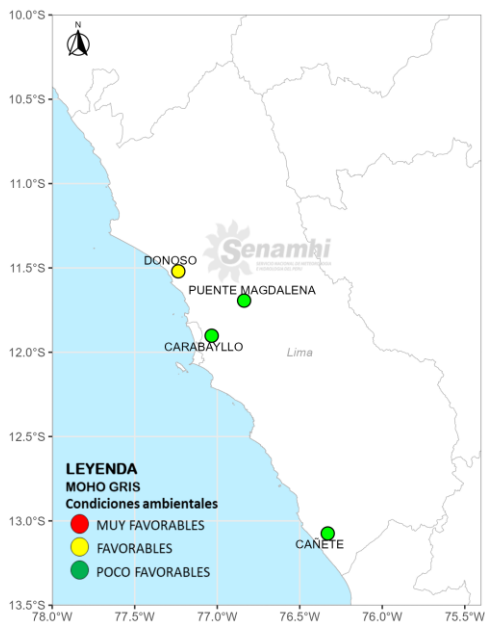 10.0°S
N
10.5°S
11.0°S
Senamhi
DONOSO
11.5°S
PUENTE MAGDALENA
CARABAYLLO
12.0°S
Lima
12.5°S
LEYENDA
MOHO GRIS
Condiciones ambientales
MUY FAVORABLES
13.0°S
FAVORABLES
CAÑETE
POCO FAVORABLES
13.5°S
78.0°W 77.5°W 77.0°W 76.5°W 76.0°W 75.5°W